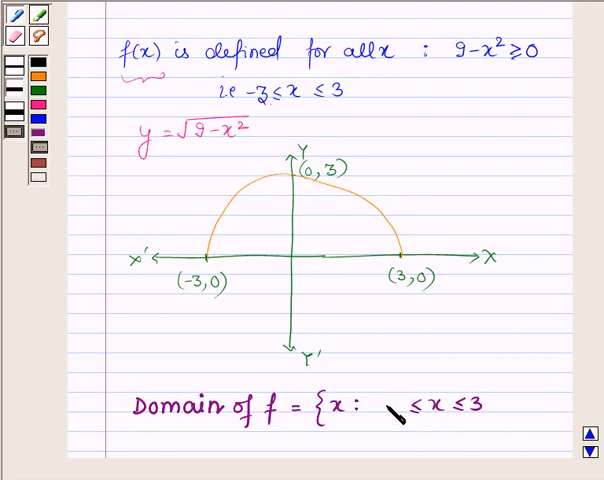 f(x) is defined for all x : 9-x² ≥ 0
ie -3 ≤ x ≤ 3
y = √9-x²
Y
(0, 3)
X' X
(-3,0) (3,0)
Y'
Domain of f = {x: ≤ x ≤ 3